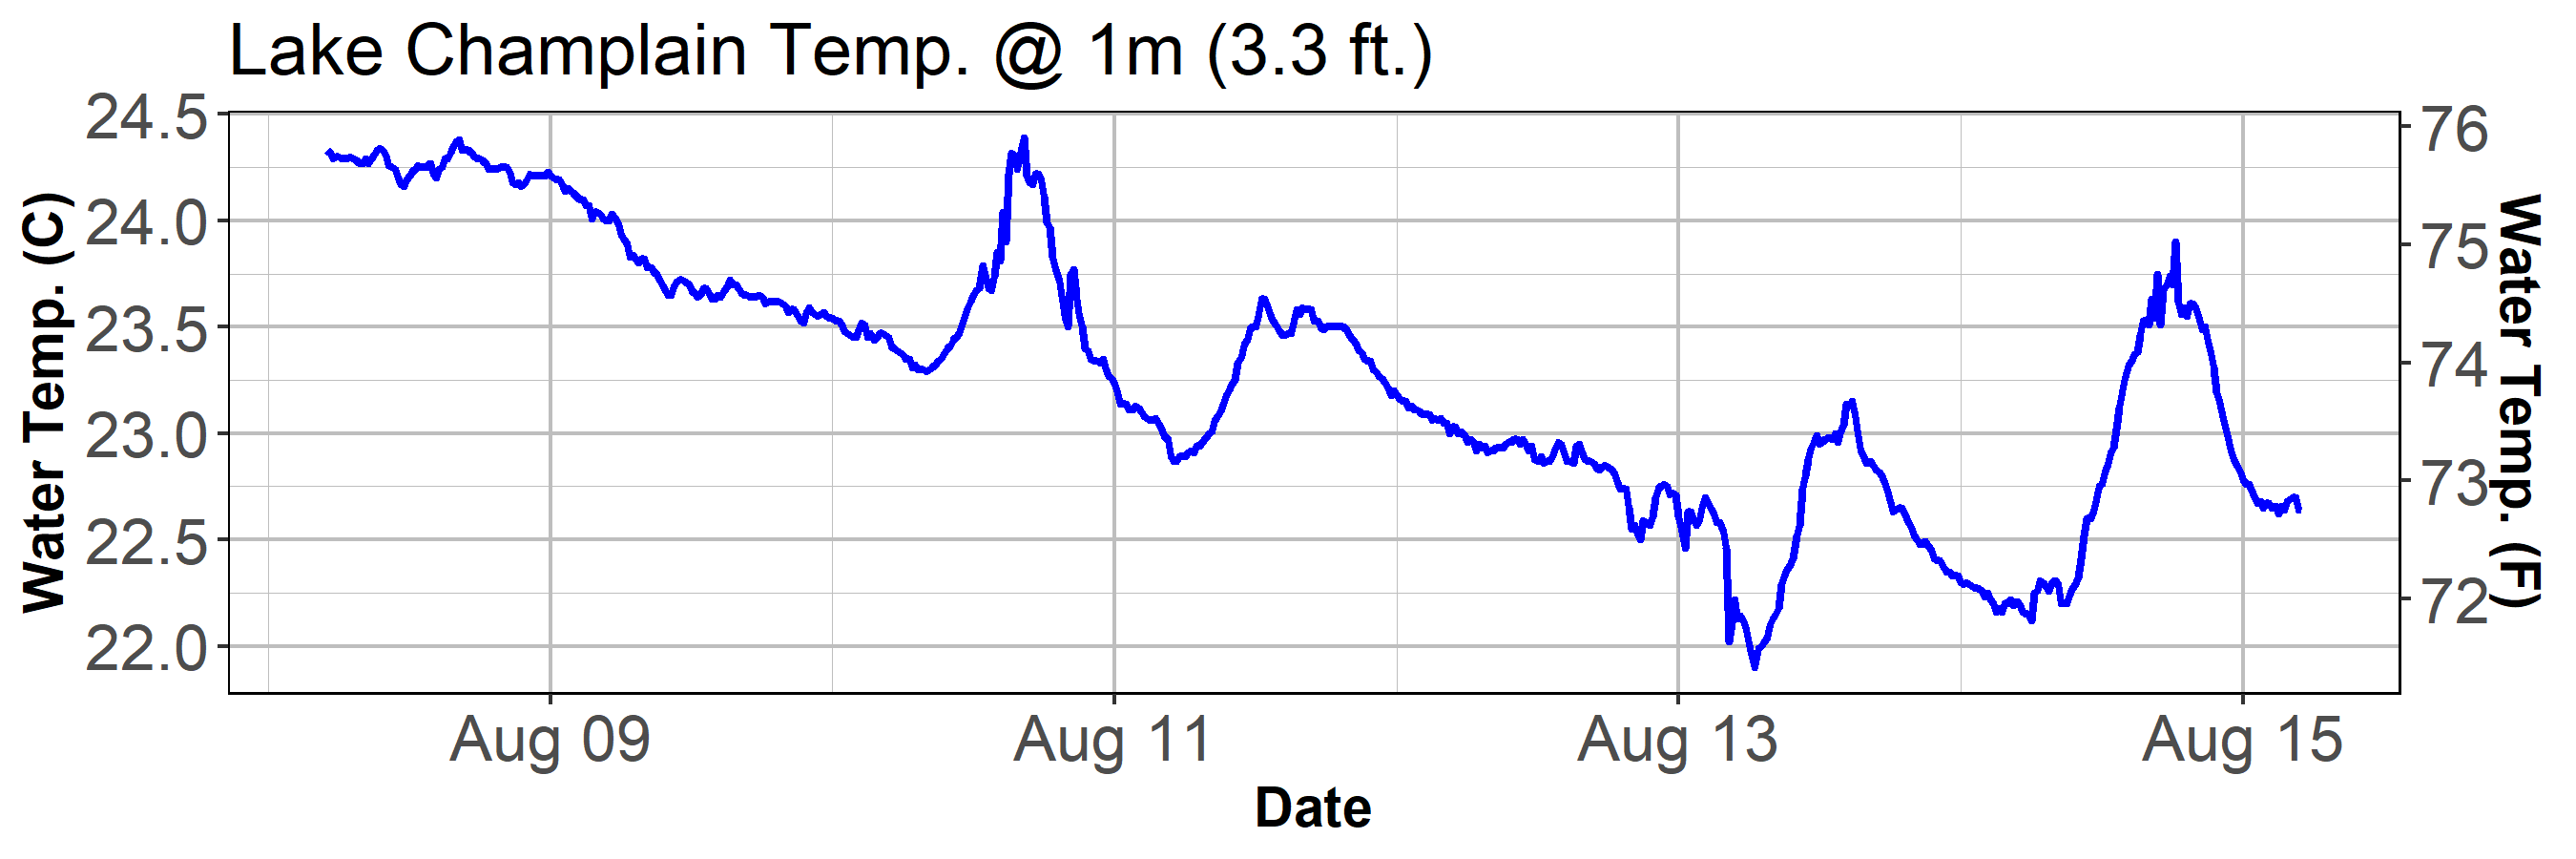 Lake Champlain Temp. @ 1m (3.3 ft.)
Water Temp. (C)
24.5
24.0
23.5
23.0
22.5
22.0
76
75
74
73
72
Water Temp. (F)
Aug 09
Aug 11
Aug 13
Aug 15
Date